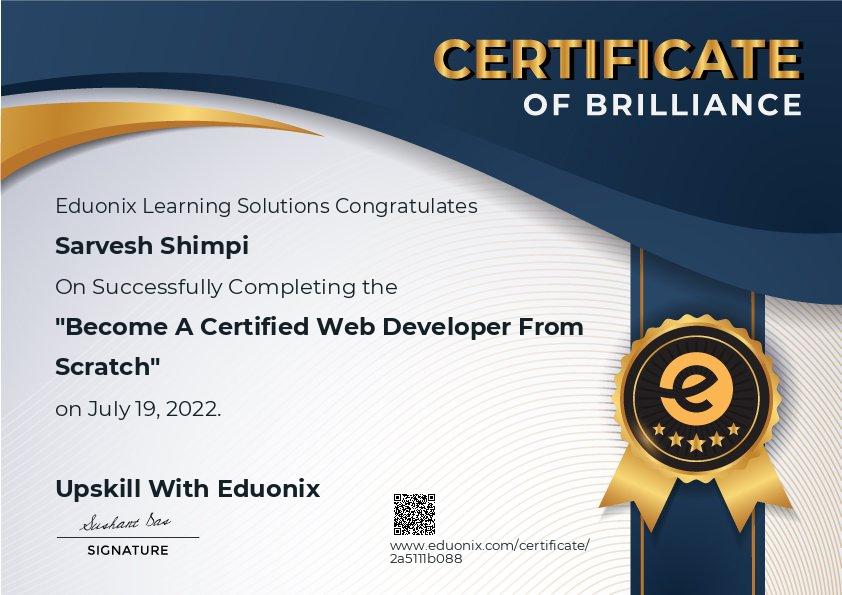 CERTIFICATE
OF BRILLIANCE
Eduonix Learning Solutions Congratulates
Sarvesh Shimpi
On Successfully Completing the
"Become A Certified Web Developer From
Scratch"
on July 19, 2022.
Upskill With Eduonix
Sushant Das
SIGNATURE
www.eduonix.com/certificate/
2a5111b088
e